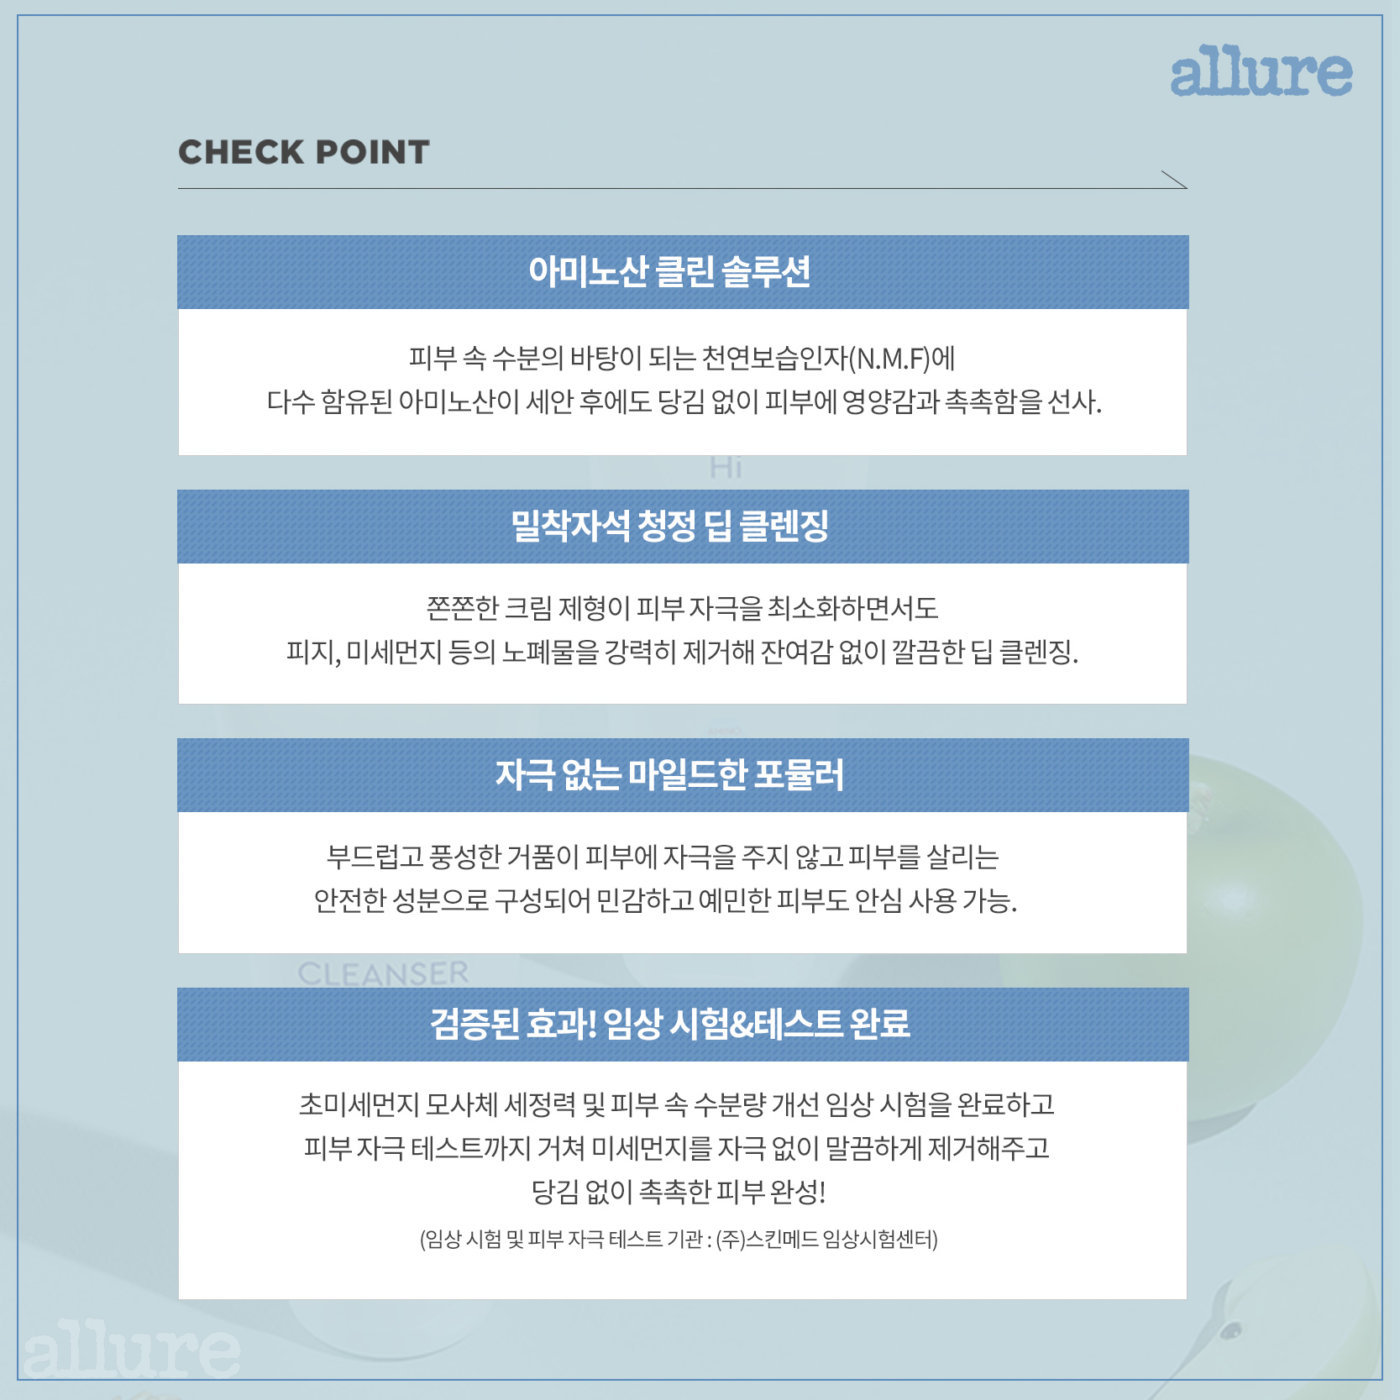 allure
CHECK POINT
아미노산 클린 솔루션
피부 속 수분의 바탕이 되는 천연보습인자(N.M.F)에
다수 함유된 아미노산이 세안 후에도 당김 없이 피부에 영양감과 촉촉함을 선사.
Hi
밀착자석 청정 딥 클렌징
쫀쫀한 크림 제형이 피부 자극을 최소화하면서도
피지, 미세먼지 등의 노폐물을 강력히 제거해 잔여감 없이 깔끔한 딥 클렌징.
자극 없는 마일드한 포뮬러
부드럽고 풍성한 거품이 피부에 자극을 주지 않고 피부를 살리는
안전한 성분으로 구성되어 민감하고 예민한 피부도 안심 사용 가능.
CLEANSER
검증된 효과! 임상 시험&테스트 완료
초미세먼지 모사체 세정력 및 피부 속 수분량 개선 임상 시험을 완료하고
피부 자극 테스트까지 거쳐 미세먼지를 자극 없이 말끔하게 제거해주고
당김 없이 촉촉한 피부 완성!
(임상 시험 및 피부 자극 테스트 기관 : (주)스킨메드 임상시험센터)
allure